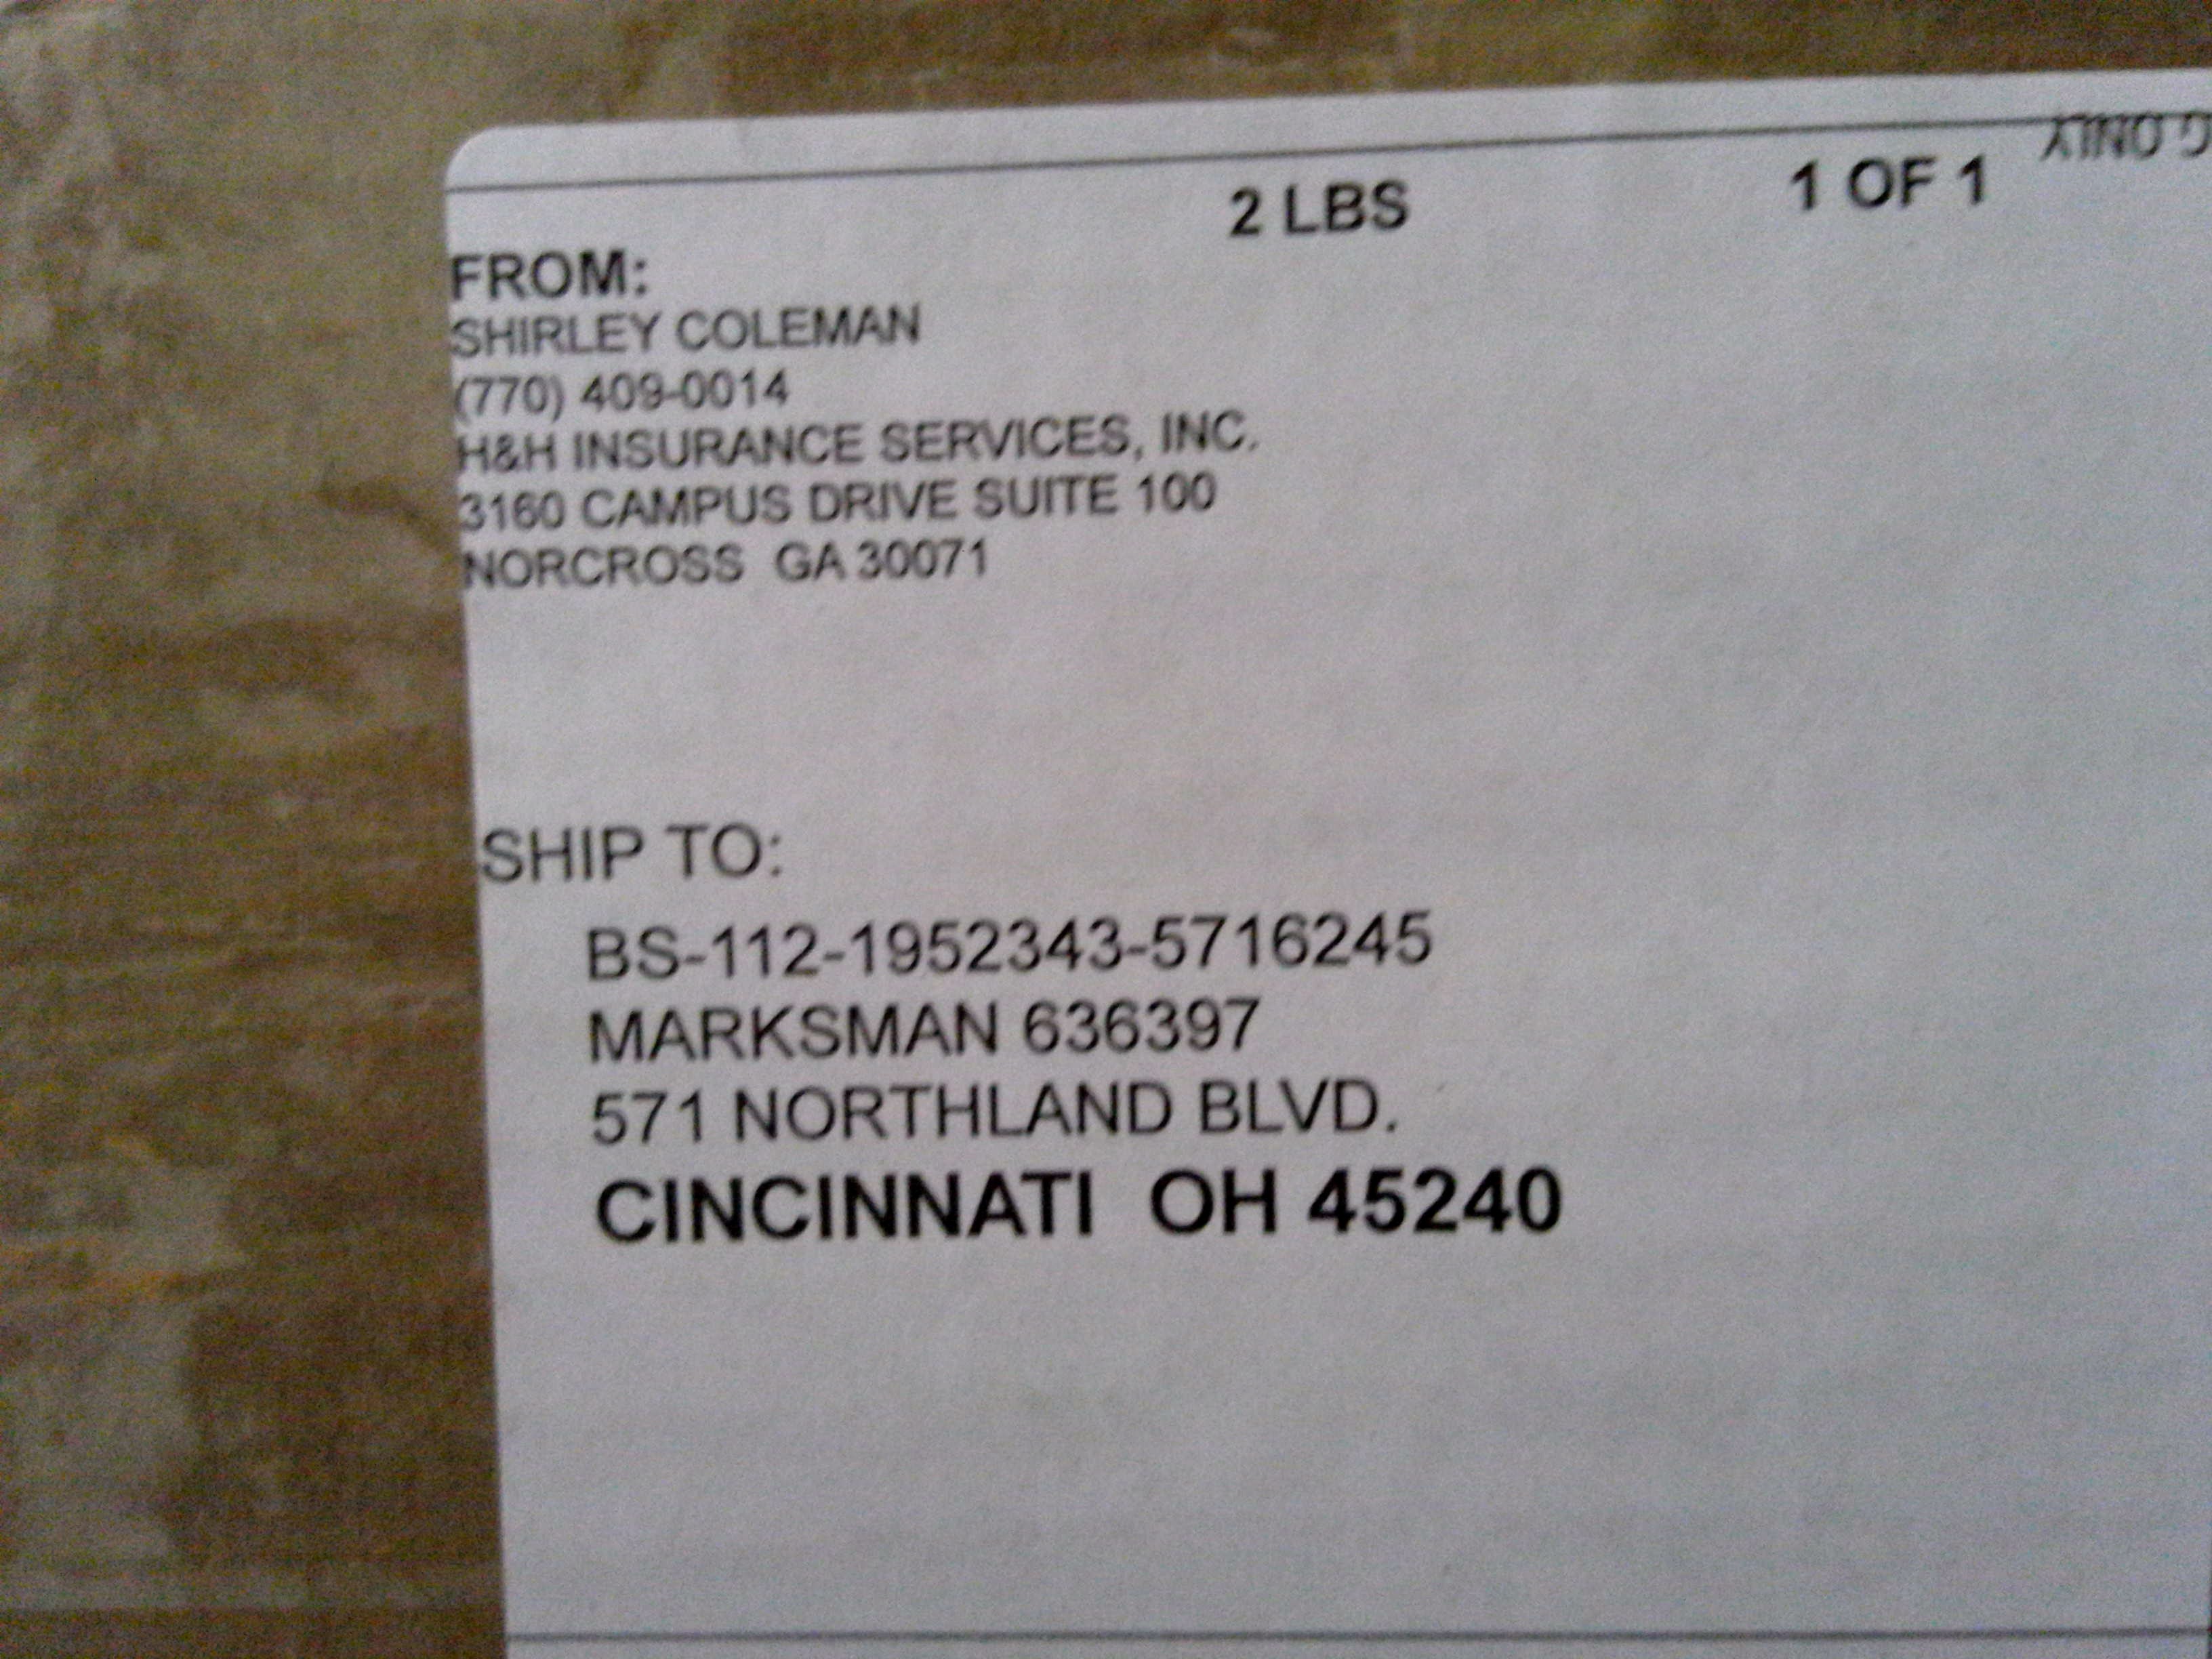 2 LBS 1 OF 1
FROM:
SHIRLEY COLEMAN
(770) 409-0014
H&H INSURANCE SERVICES, INC.
3160 CAMPUS DRIVE SUITE 100
NORCROSS GA 30071
SHIP TO:
BS-112-1952343-5716245
MARKSMAN 636397
571 NORTHLAND BLVD.
CINCINNATI OH 45240